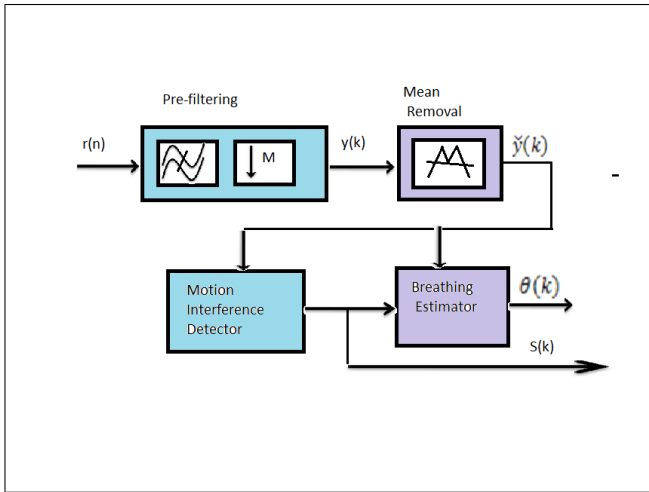 Pre-filtering
Mean
Removal
r(n)
M
y(k)
y̌(k)
Motion
Interference
Detector
Breathing
Estimator
θ(k)
S(k)